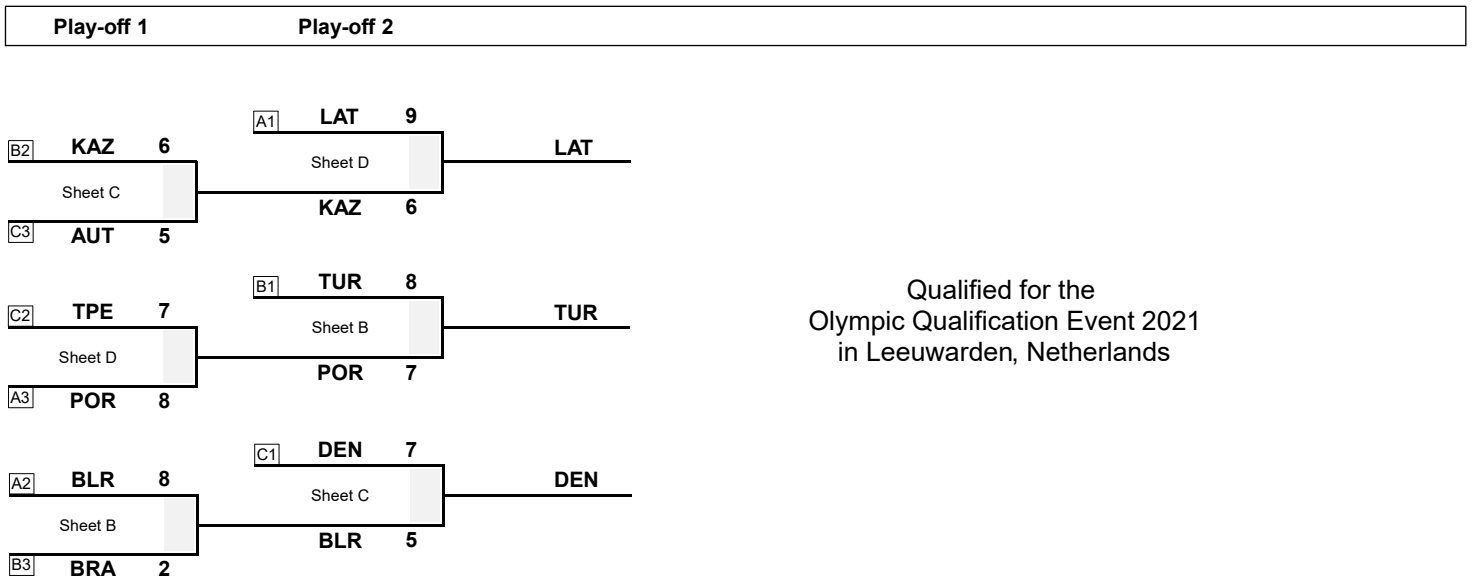 Play-off 1 Play-off 2
A1 LAT 9
B2 KAZ 6
Sheet D
LAT
Sheet C
KAZ 6
C3 AUT 5
B1 TUR 8
C2 TPE 7
Sheet B
TUR
Sheet D
POR 7
A3 POR 8
C1 DEN 7
A2 BLR 8
Sheet C
DEN
Sheet B
BLR 5
B3 BRA 2
Qualified for the
Olympic Qualification Event 2021
in Leeuwarden, Netherlands